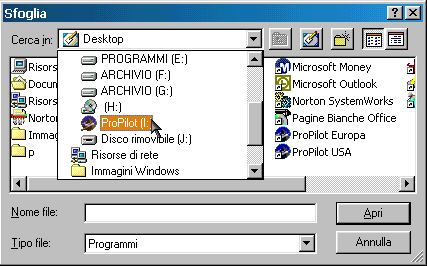 Sfoglia
Cerca in: Desktop
PROGRAMMI (E:)
ARCHIVIO (F:)
ARCHIVIO (G:)
(H:)
ProPilot (I:)
Disco rimovibile (J:)
Risorse di rete
Immagini Windows
Risors
Docun
Risors
Norton
Immag
p
Microsoft Money
Microsoft Outlook
Norton SystemWorks
Pagine Bianche Office
ProPilot Europa
ProPilot USA
Nome file:
Apri
Tipo file: Programmi
Annulla